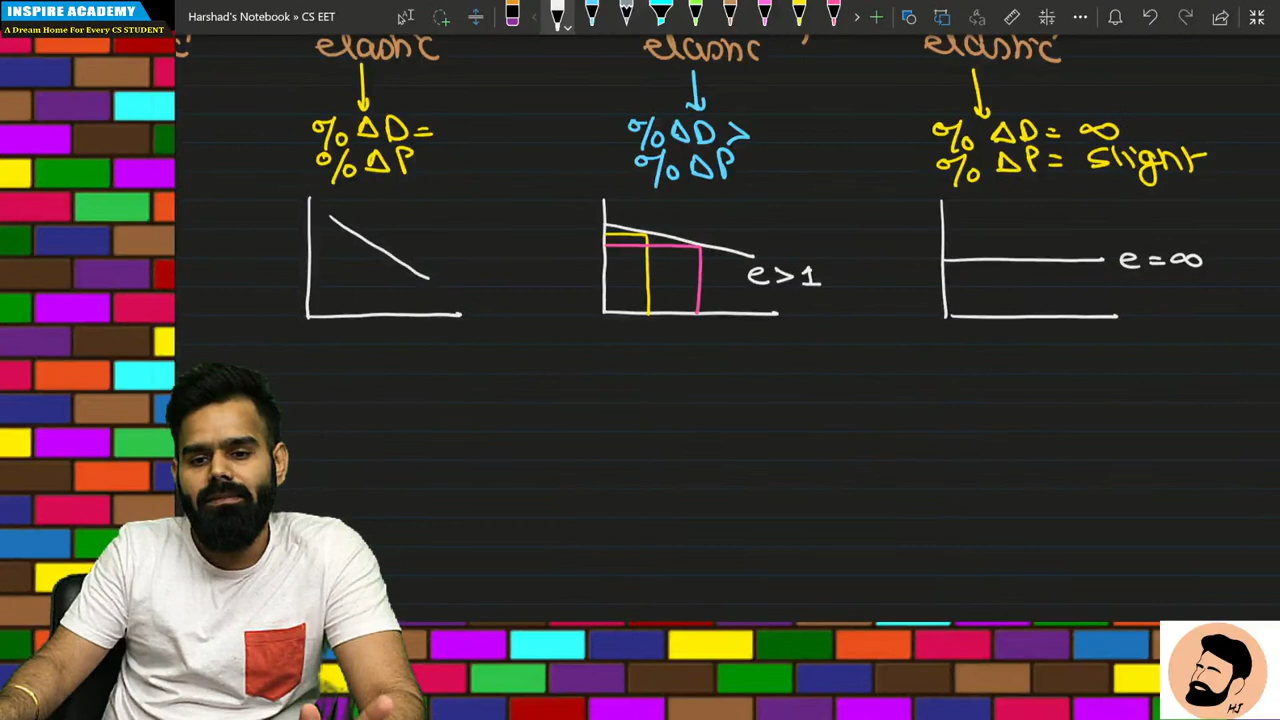 INSPIRE ACADEMY
A Dream Home For Every CS STUDENT
Harshad's Notebook » CS EET
elastic elastic elastic
%ΔD= %ΔD> %ΔD=∞
%ΔP %ΔP %ΔP= Slight
e>1 e=∞
HJ